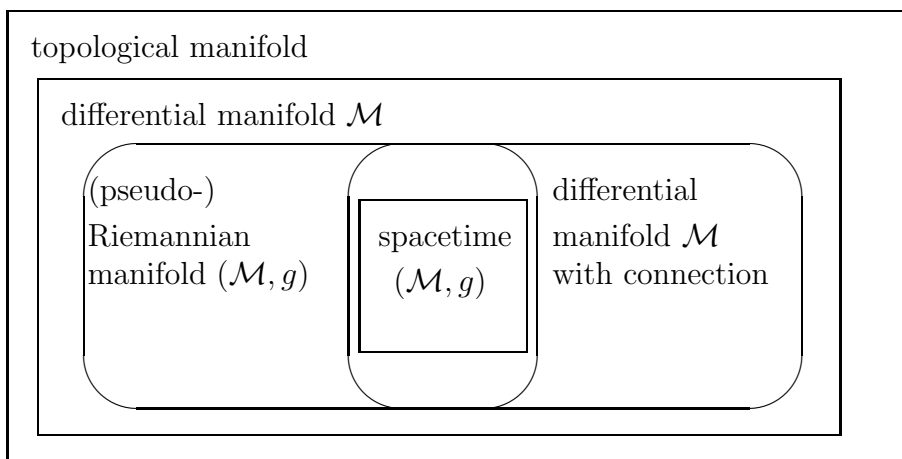 topological manifold
differential manifold ℳ
(pseudo-)
Riemannian
manifold (ℳ, g)
spacetime
(ℳ, g)
differential
manifold ℳ
with connection